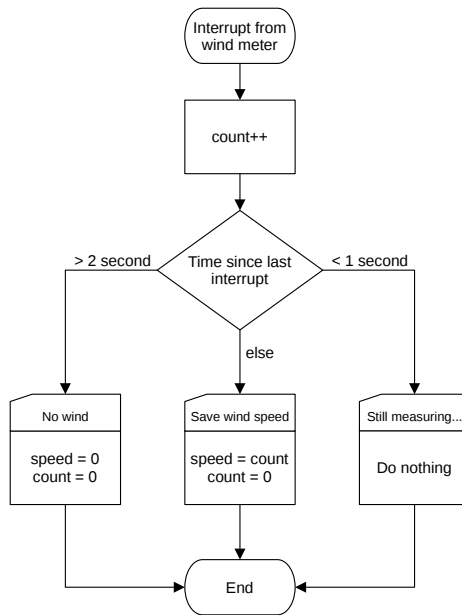 Interrupt from
wind meter
count++
Time since last
interrupt
> 2 second
< 1 second
else
No wind
speed = 0
count = 0
Save wind speed
speed = count
count = 0
Still measuring...
Do nothing
End